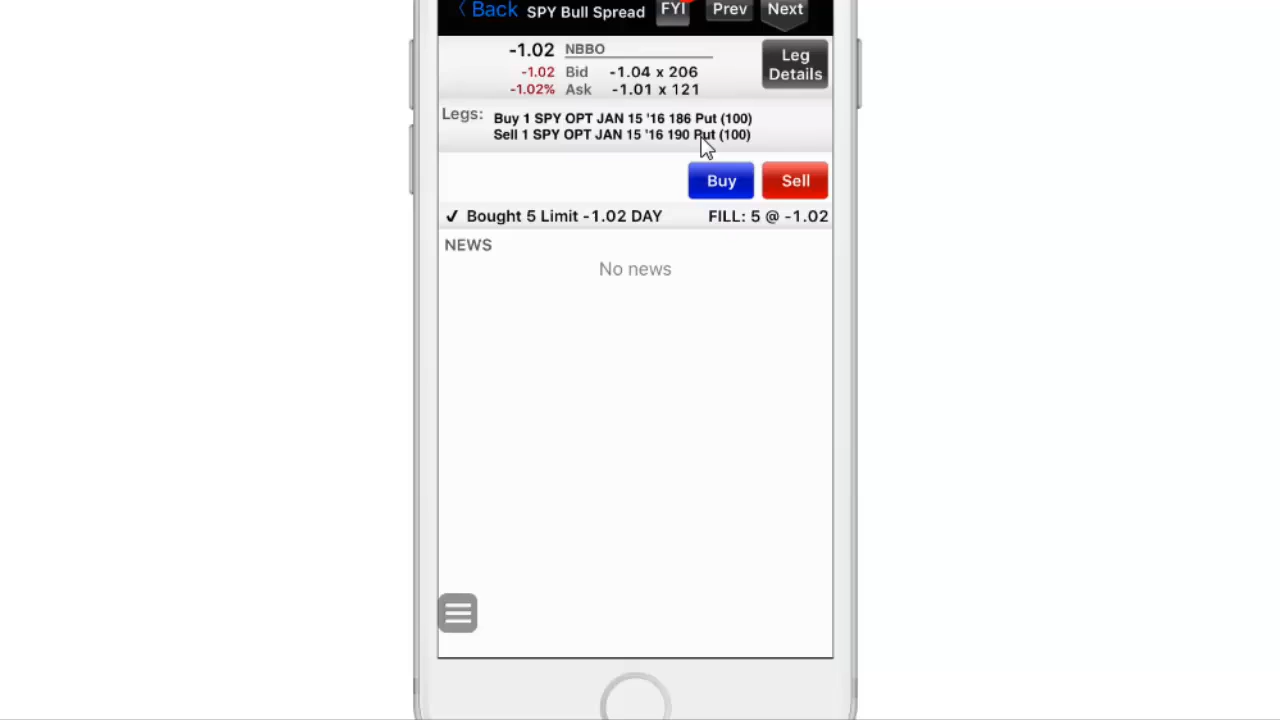 Back SPY Bull Spread FYI Prev Next
-1.02 NBBO
-1.02 Bid -1.04 x 206
-1.02% Ask -1.01 x 121
Leg
Details
Legs: Buy 1 SPY OPT JAN 15 '16 186 Put (100)
Sell 1 SPY OPT JAN 15 '16 190 Put (100)
Buy Sell
✓ Bought 5 Limit -1.02 DAY FILL: 5 @ -1.02
NEWS
No news